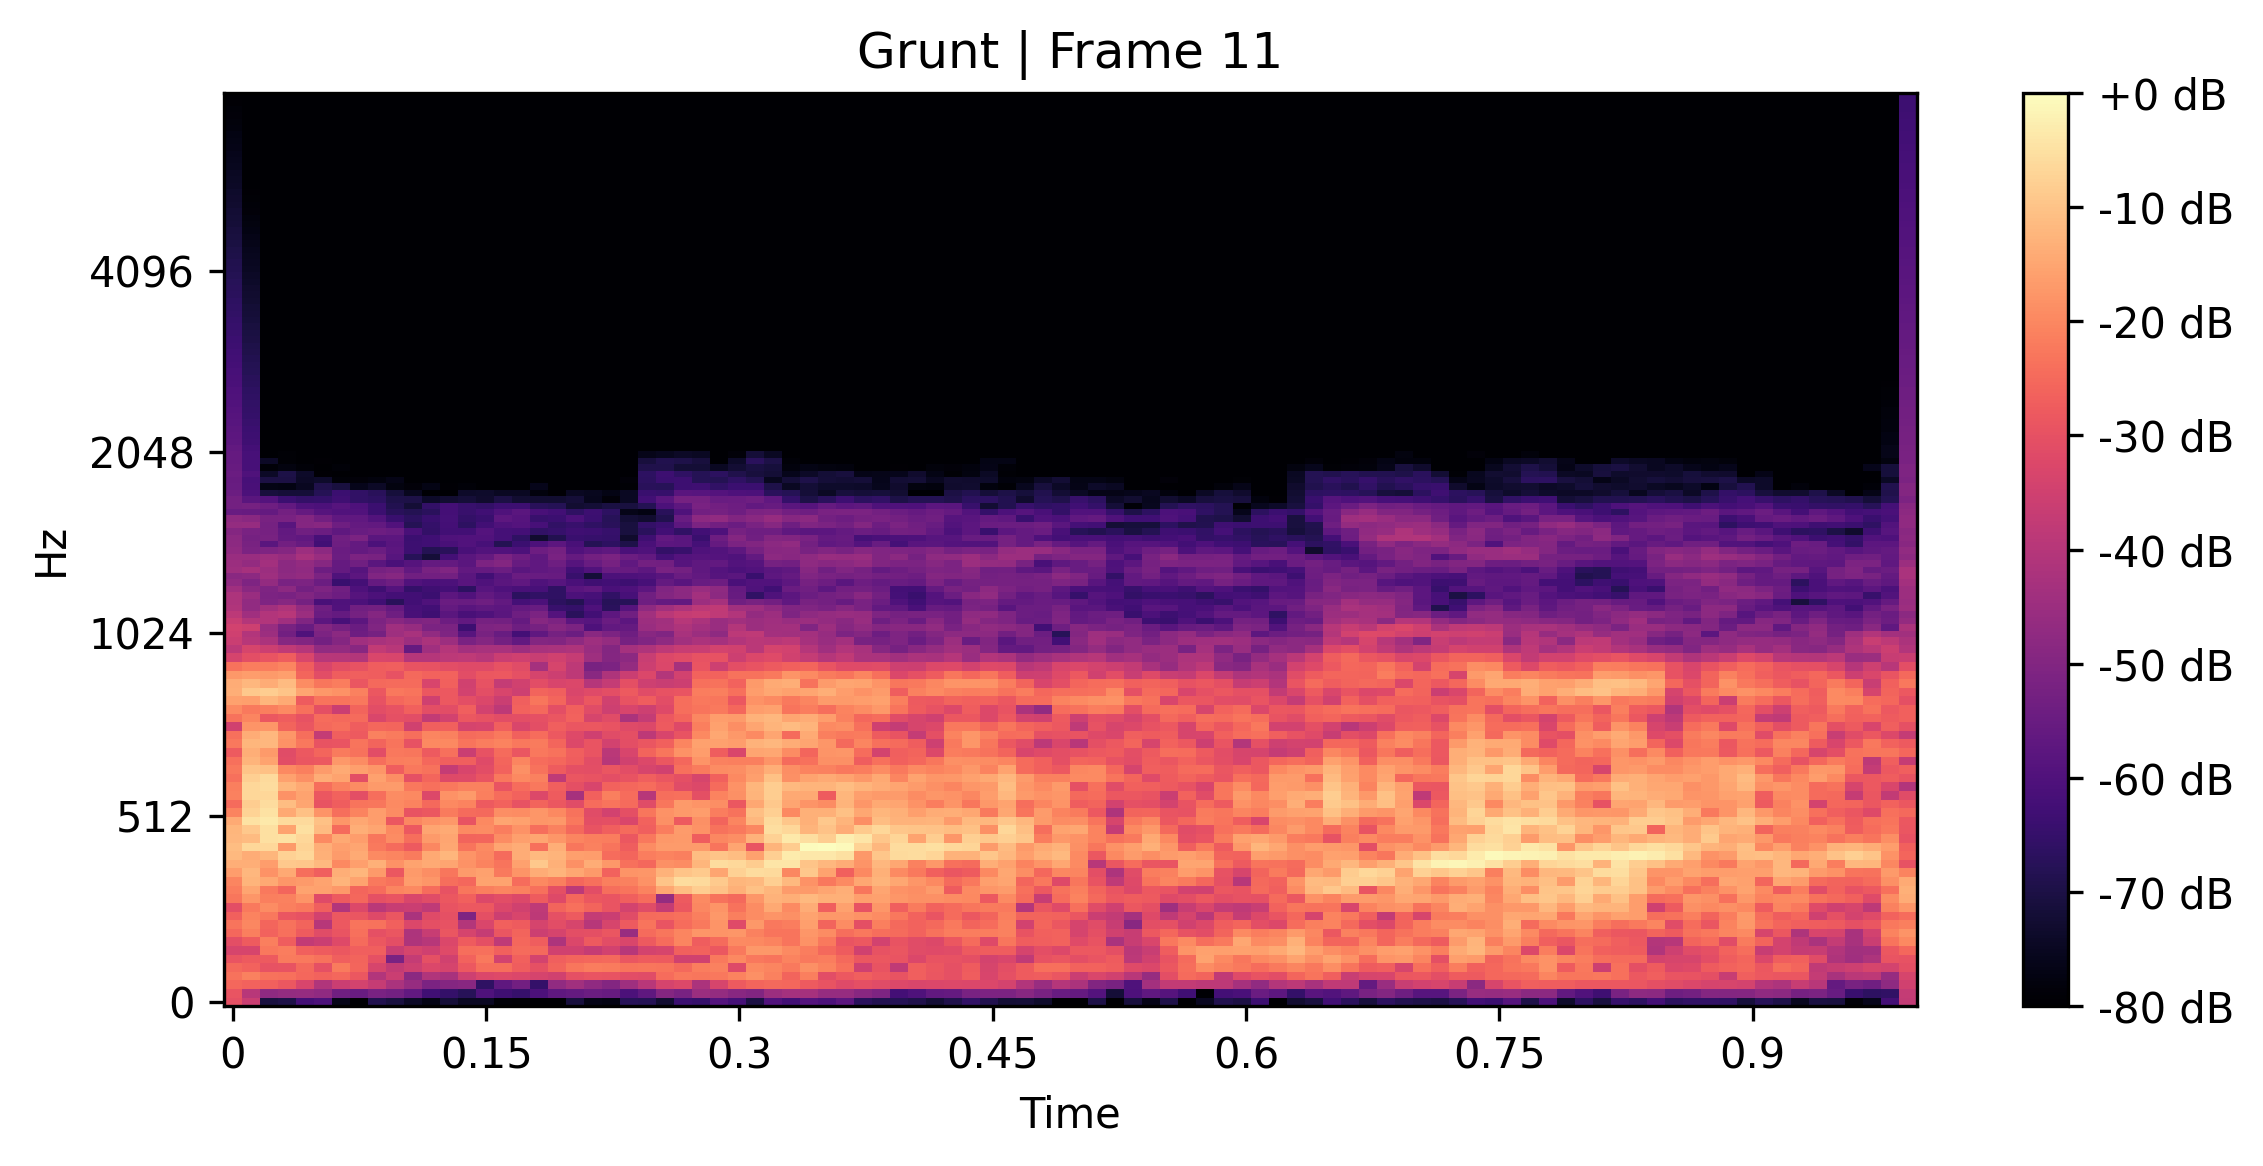 Grunt | Frame 11
+0 dB
-10 dB
-20 dB
-30 dB
-40 dB
-50 dB
-60 dB
-70 dB
-80 dB
Hz
4096
2048
1024
512
0
0 0.15 0.3 0.45 0.6 0.75 0.9
Time